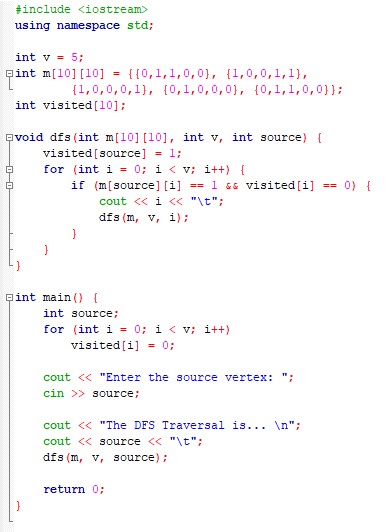 #include <iostream>
using namespace std;
int v = 5;
int m[10][10] = {{0,1,1,0,0}, {1,0,0,1,1},
{1,0,0,0,1}, {0,1,0,0,0}, {0,1,1,0,0}};
int visited[10];
void dfs(int m[10][10], int v, int source) {
visited[source] = 1;
for (int i = 0; i < v; i++) {
if (m[source][i] == 1 && visited[i] == 0) {
cout << i << "\t";
dfs(m, v, i);
}
}
}
int main() {
int source;
for (int i = 0; i < v; i++)
visited[i] = 0;
cout << "Enter the source vertex: ";
cin >> source;
cout << "The DFS Traversal is... \n";
cout << source << "\t";
dfs(m, v, source);
return 0;
}